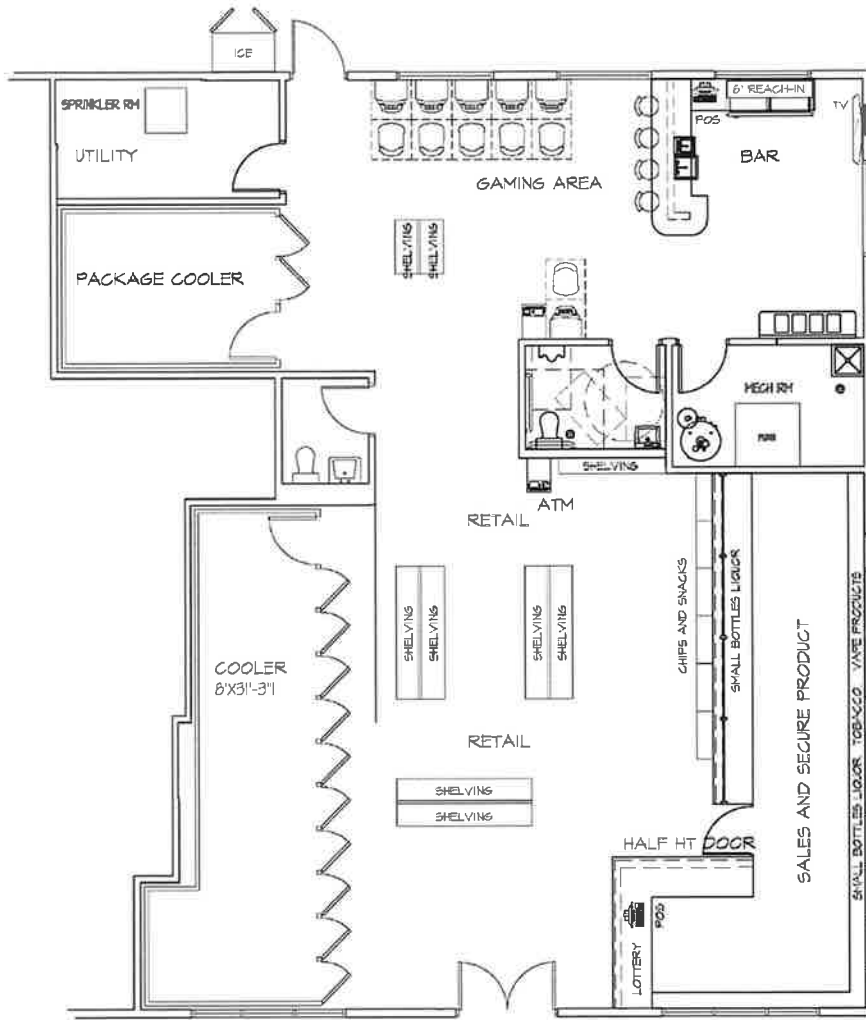 ICE
SPRINKLER RM
UTILITY
6' REACH-IN
POS
TV
BAR
GAMING AREA
SHELVING
SHELVING
PACKAGE COOLER
MECH RM
SHELVING
ATM
RETAIL
SHELVING
SHELVING
SHELVING
SHELVING
CHIPS AND SNACKS
SMALL BOTTLES LIQUOR
COOLER
8'X31'-3"
RETAIL
SHELVING
SHELVING
SALES AND SECURE PRODUCT
SMALL BOTTLES LIQUOR TOBACCO VAPE PRODUCTS
HALF HT DOOR
POS
LOTTERY